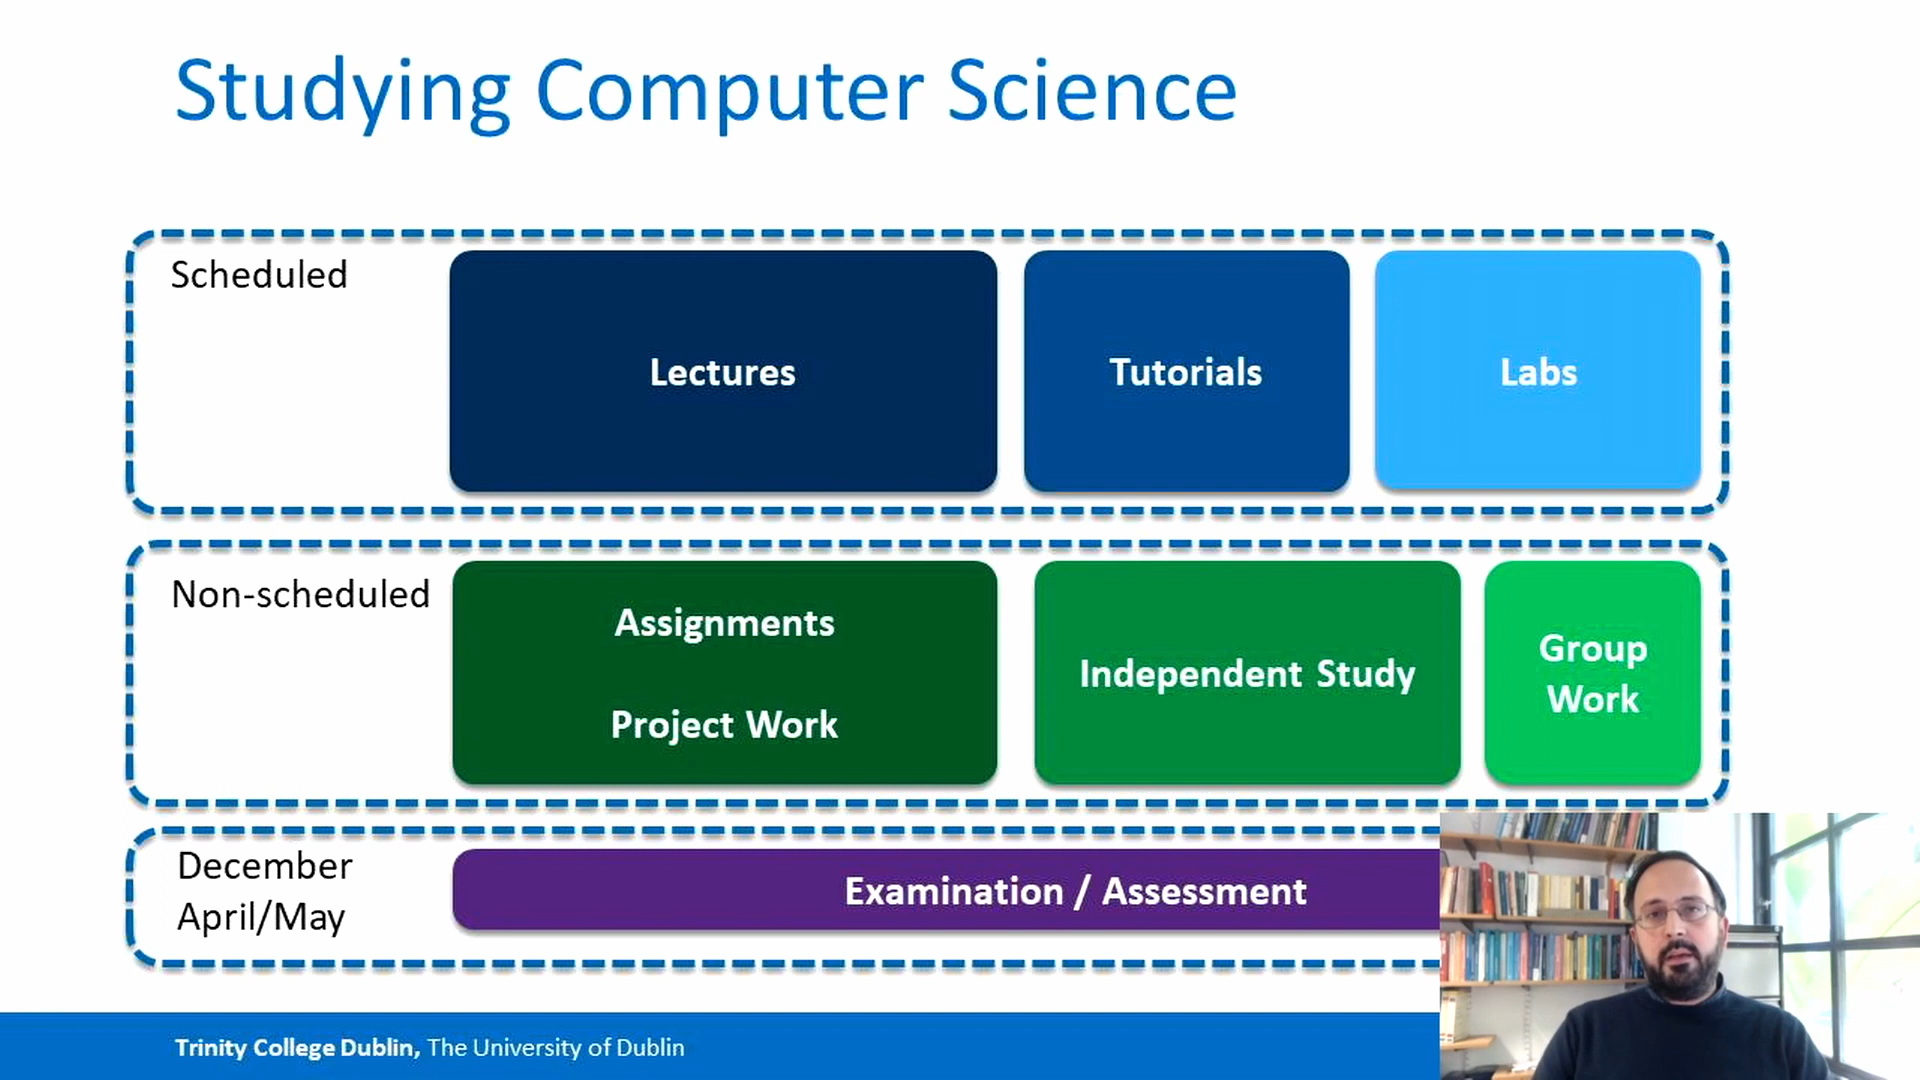 Studying Computer Science
Scheduled
Lectures
Tutorials
Labs
Non-scheduled
Assignments
Project Work
Independent Study
Group
Work
December
April/May
Examination / Assessment
Trinity College Dublin, The University of Dublin